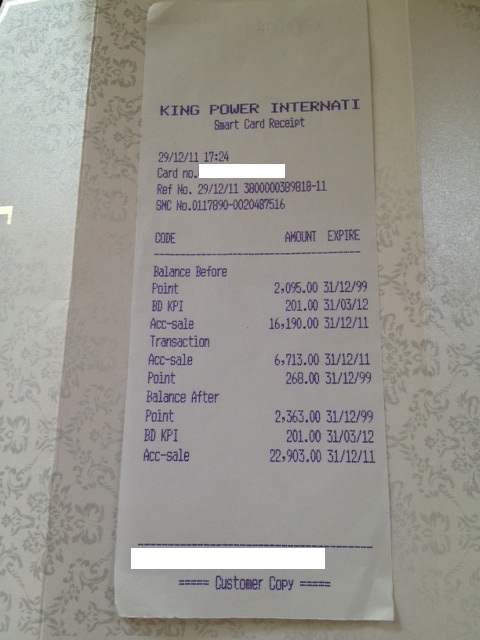 KING POWER INTERNATI
Smart Card Receipt
29/12/11 17:24
Card no.
Ref No. 29/12/11 3800000389818-11
SMC No.0117890-0020487516
CODE AMOUNT EXPIRE
Balance Before
Point 2,095.00 31/12/99
BD KPI 201.00 31/03/12
Acc-sale 16,190.00 31/12/11
Transaction
Acc-sale 6,713.00 31/12/11
Point 268.00 31/12/99
Balance After
Point 2,363.00 31/12/99
BD KPI 201.00 31/03/12
Acc-sale 22,903.00 31/12/11
===== Customer Copy =====